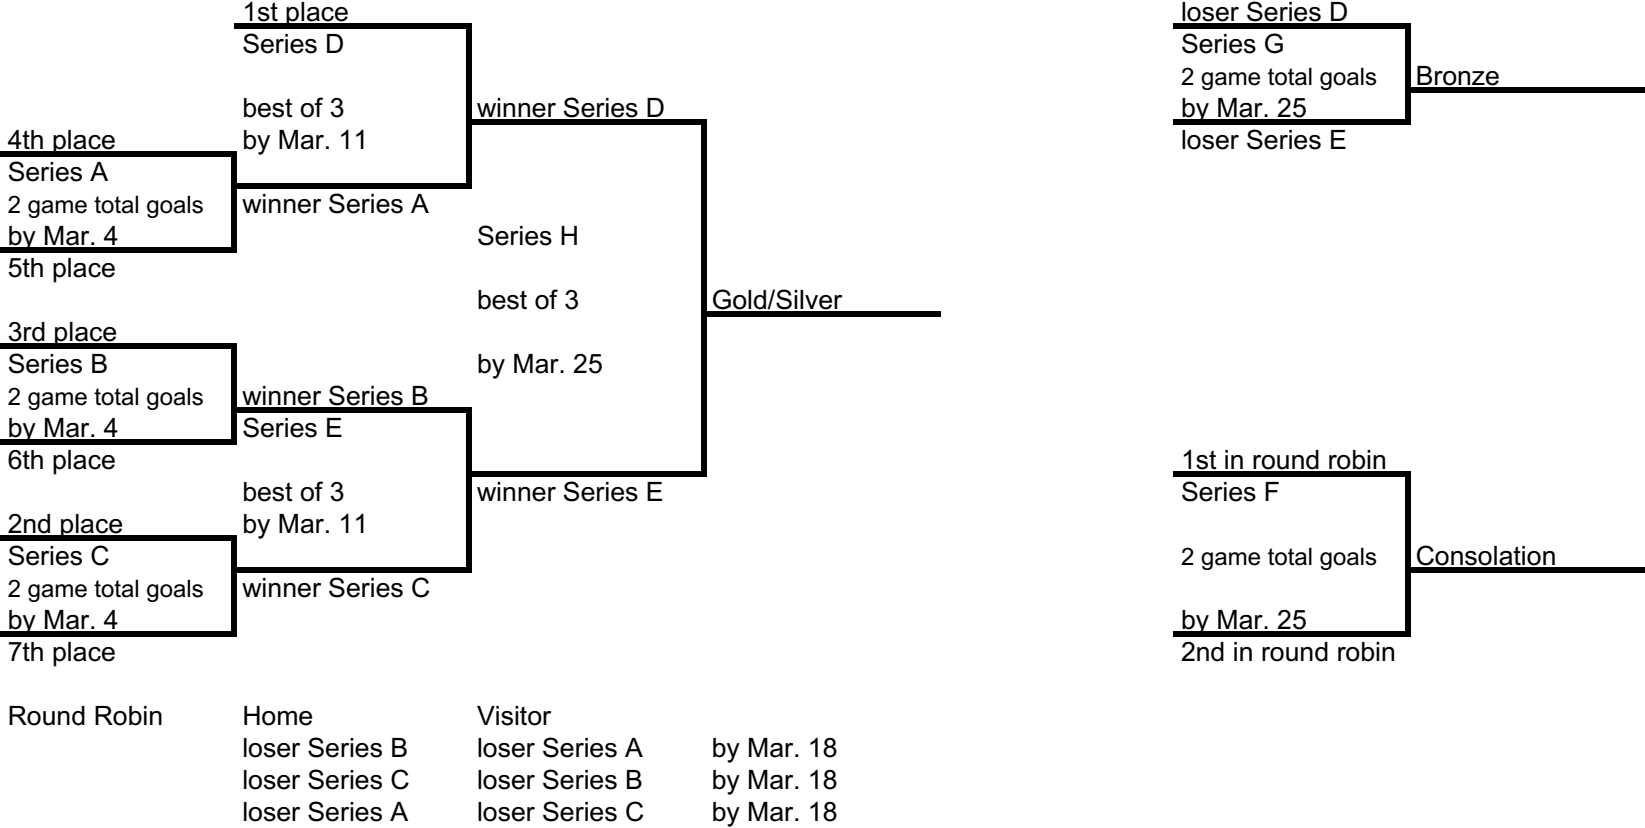 1st place
Series D
best of 3
by Mar. 11
winner Series A
4th place
Series A
2 game total goals
by Mar. 4
5th place
3rd place
Series B
2 game total goals
by Mar. 4
6th place
2nd place
Series C
2 game total goals
by Mar. 4
7th place
winner Series B
Series E
best of 3
by Mar. 11
winner Series C
winner Series D
Series H
best of 3
by Mar. 25
winner Series E
Gold/Silver
loser Series D
Series G
2 game total goals
by Mar. 25
loser Series E
Bronze
1st in round robin
Series F
2 game total goals
by Mar. 25
2nd in round robin
Consolation
Round Robin Home Visitor
loser Series B loser Series A by Mar. 18
loser Series C loser Series B by Mar. 18
loser Series A loser Series C by Mar. 18